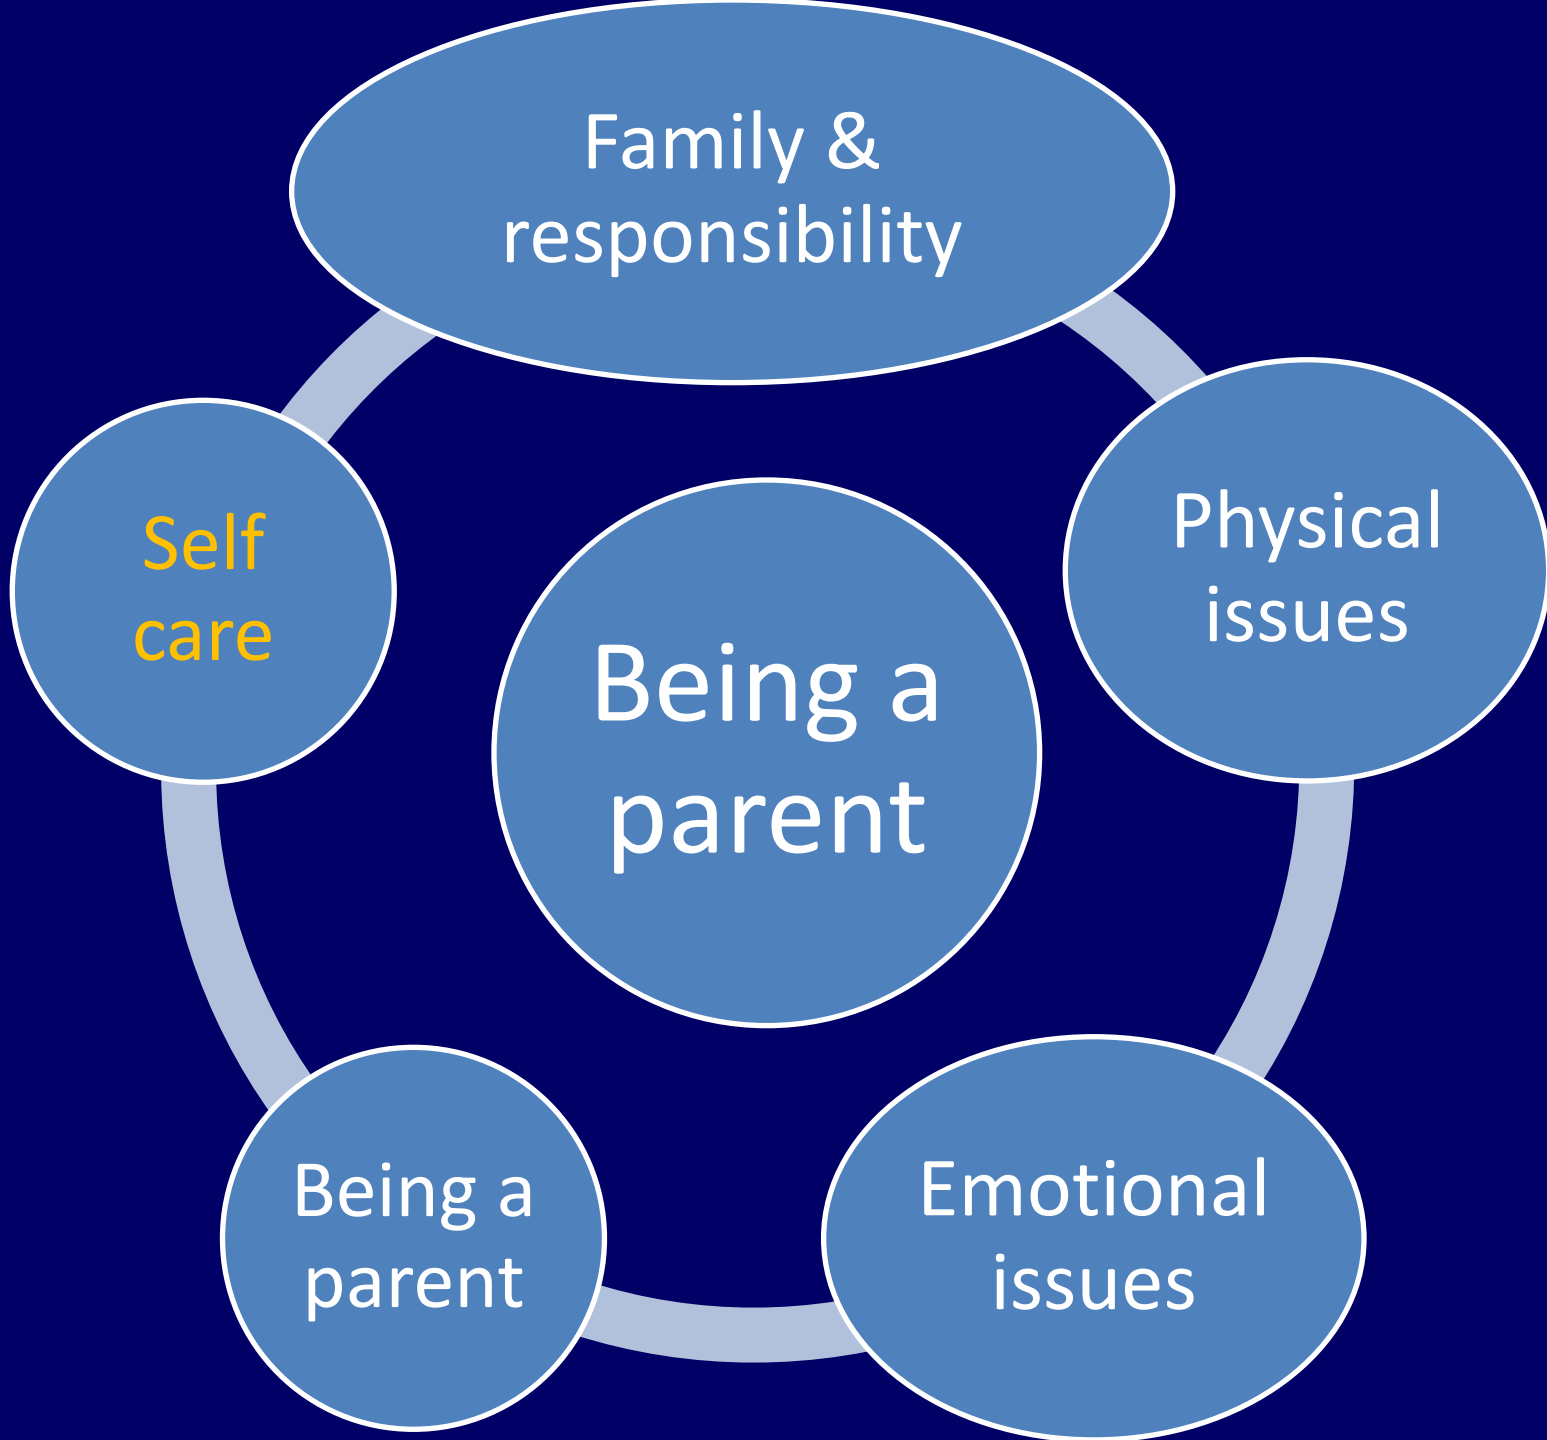 Family &
responsibility
Physical
issues
Self
care
Being a
parent
Emotional
issues
Being a
parent